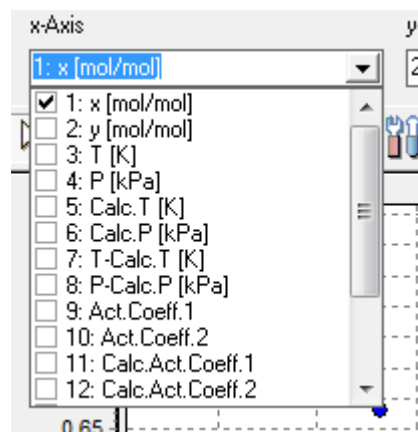 x-Axis
y
1: x [mol/mol]
2
1: x [mol/mol]
2: y [mol/mol]
3: T [K]
4: P [kPa]
5: Calc.T [K]
6: Calc.P [kPa]
7: T-Calc.T [K]
8: P-Calc.P [kPa]
9: Act.Coeff.1
10: Act.Coeff.2
11: Calc.Act.Coeff.1
12: Calc.Act.Coeff.2
0.65